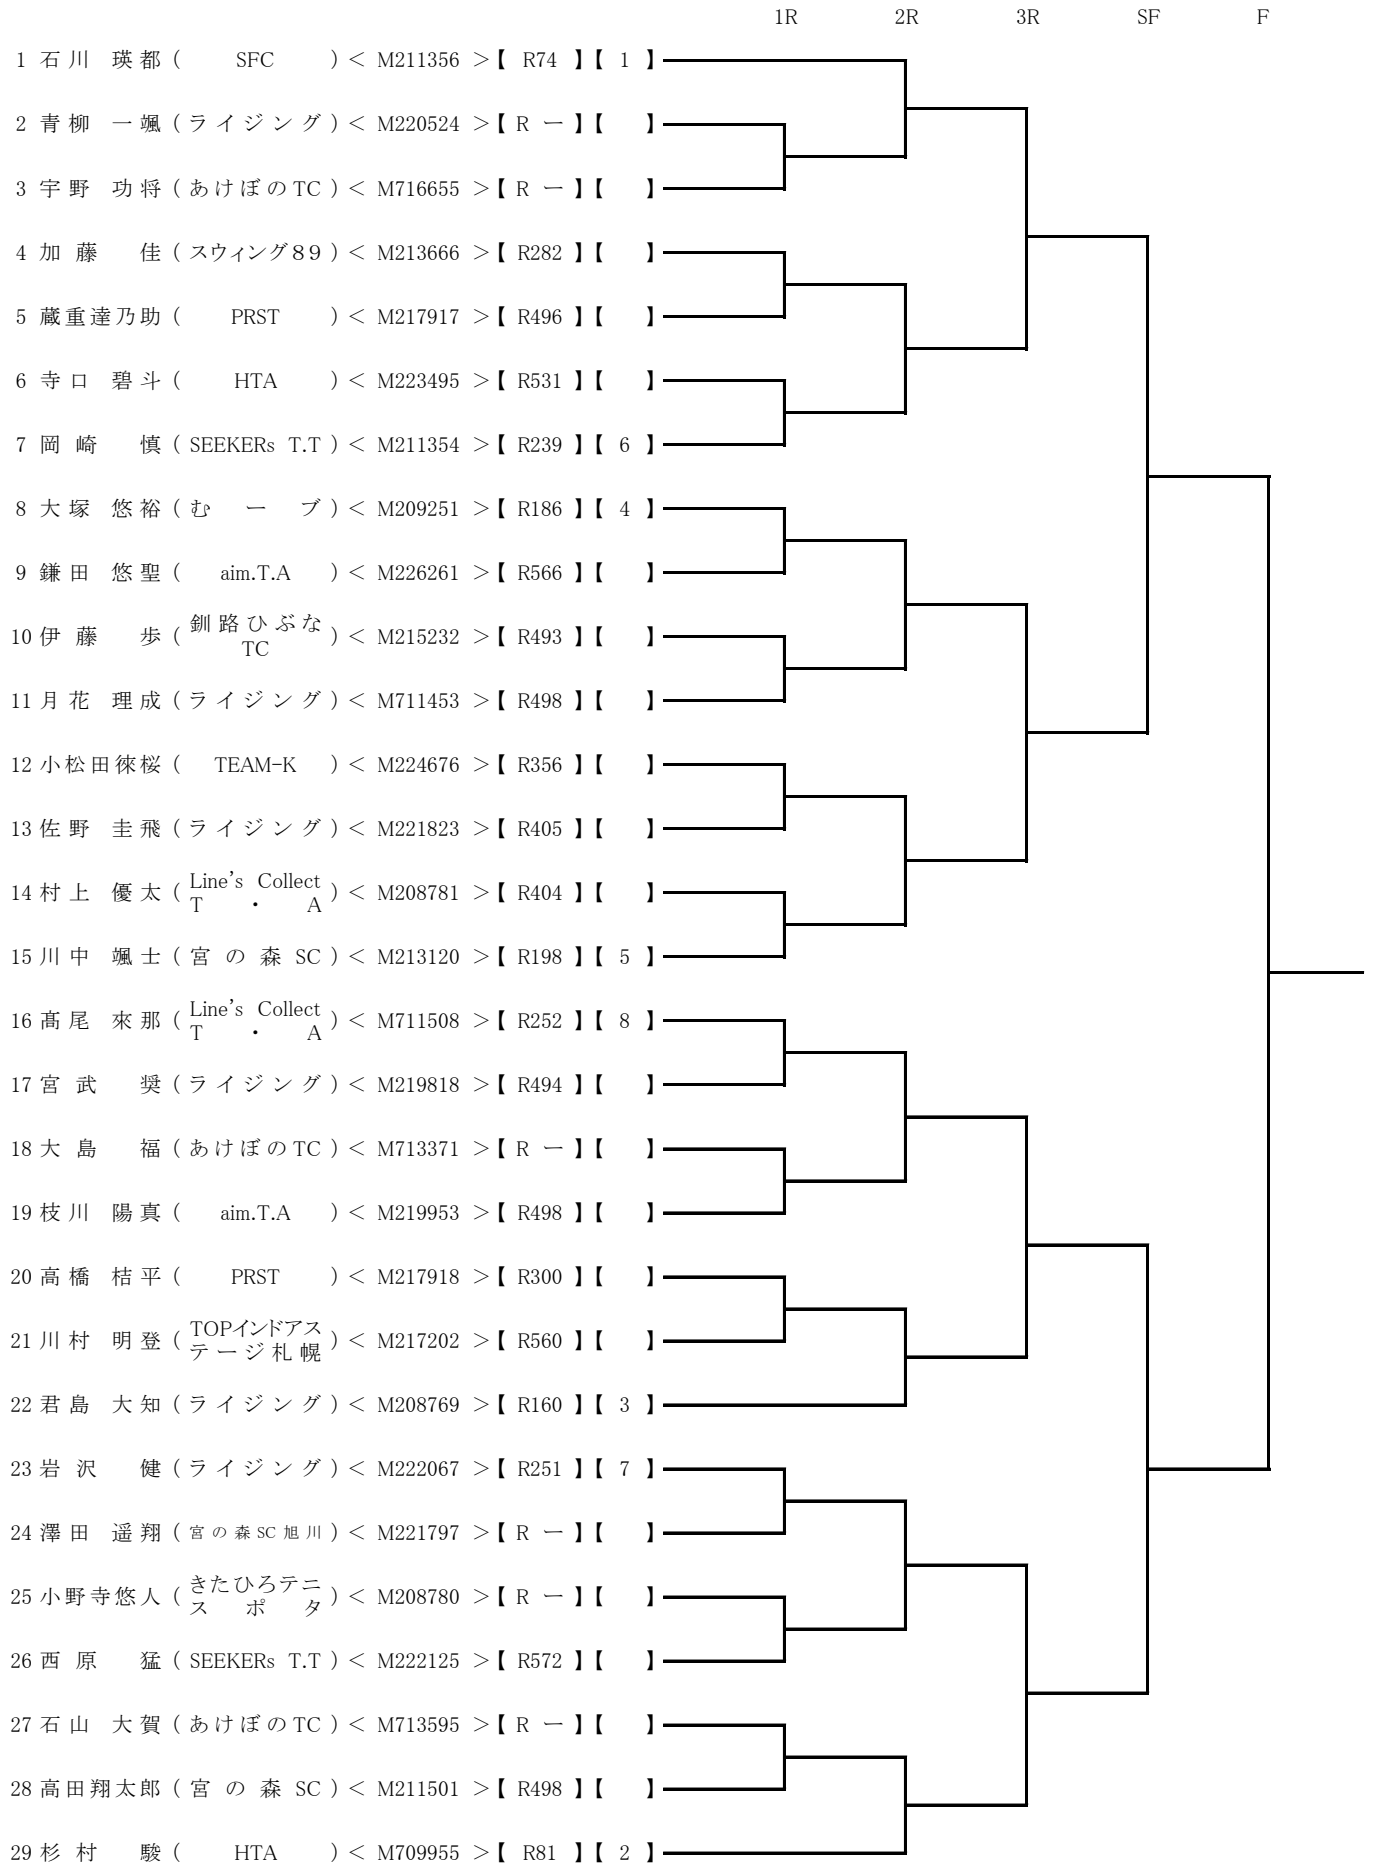 1R 2R 3R SF F
1 石川 瑛都 ( SFC ) < M211356 > 【 R74 】【 1 】
2 青柳 一颯 ( ライジング ) < M220524 > 【 R ー 】【 】
3 宇野 功将 ( あけぼのTC ) < M716655 > 【 R ー 】【 】
4 加藤 佳 ( スウィング８９ ) < M213666 > 【 R282 】【 】
5 蔵重達乃助 ( PRST ) < M217917 > 【 R496 】【 】
6 寺口 碧斗 ( HTA ) < M223495 > 【 R531 】【 】
7 岡崎 慎 ( SEEKERs T.T ) < M211354 > 【 R239 】【 6 】
8 大塚 悠裕 ( むーブ ) < M209251 > 【 R186 】【 4 】
9 鎌田 悠聖 ( aim.T.A ) < M226261 > 【 R566 】【 】
10 伊藤 歩 ( 釧路ひぶな
TC ) < M215232 > 【 R493 】【 】
11 月花 理成 ( ライジング ) < M711453 > 【 R498 】【 】
12 小松田徠桜 ( TEAM-K ) < M224676 > 【 R356 】【 】
13 佐野 圭飛 ( ライジング ) < M221823 > 【 R405 】【 】
14 村上 優太 ( Line's Collect
T ・ A ) < M208781 > 【 R404 】【 】
15 川中 颯士 ( 宮の森SC ) < M213120 > 【 R198 】【 5 】
16 髙尾 來那 ( Line's Collect
T ・ A ) < M711508 > 【 R252 】【 8 】
17 宮武 奨 ( ライジング ) < M219818 > 【 R494 】【 】
18 大島 福 ( あけぼのTC ) < M713371 > 【 R ー 】【 】
19 枝川 陽真 ( aim.T.A ) < M219953 > 【 R498 】【 】
20 高橋 桔平 ( PRST ) < M217918 > 【 R300 】【 】
21 川村 明登 ( TOPインドアス
テージ札幌 ) < M217202 > 【 R560 】【 】
22 君島 大知 ( ライジング ) < M208769 > 【 R160 】【 3 】
23 岩沢 健 ( ライジング ) < M222067 > 【 R251 】【 7 】
24 澤田 遥翔 ( 宮の森SC旭川 ) < M221797 > 【 R ー 】【 】
25 小野寺悠人 ( きたひろテニ
スポタ ) < M208780 > 【 R ー 】【 】
26 西原 猛 ( SEEKERs T.T ) < M222125 > 【 R572 】【 】
27 石山 大賀 ( あけぼのTC ) < M713595 > 【 R ー 】【 】
28 高田翔太郎 ( 宮の森SC ) < M211501 > 【 R498 】【 】
29 杉村 駿 ( HTA ) < M709955 > 【 R81 】【 2 】